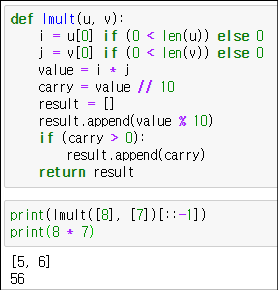 def lmult(u, v):
    i = u[0] if (0 < len(u)) else 0
    j = v[0] if (0 < len(v)) else 0
    value = i * j
    carry = value // 10
    result = []
    result.append(value % 10)
    if (carry > 0):
        result.append(carry)
    return result
print(lmult([8], [7])[::-1])
print(8 * 7)
[5, 6]
56